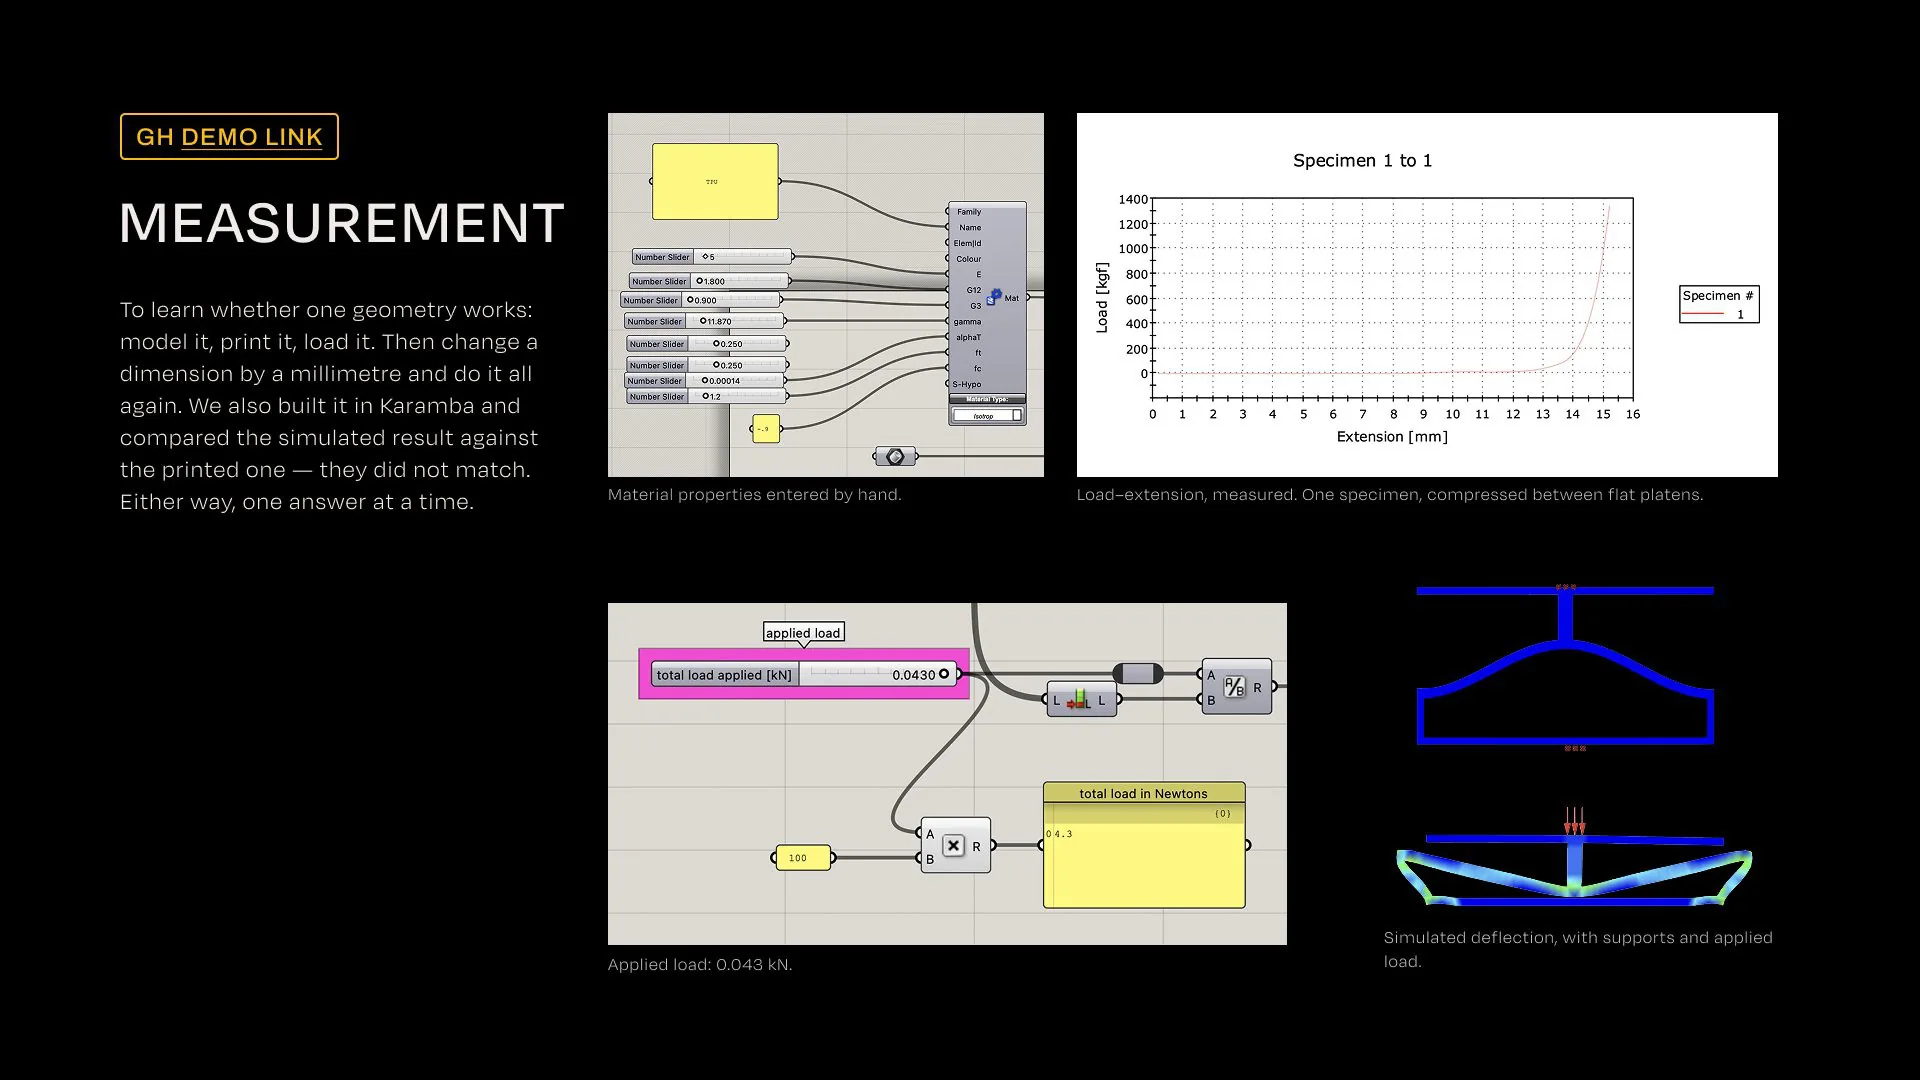 GH DEMO LINK
MEASUREMENT
To learn whether one geometry works:
model it, print it, load it. Then change a
dimension by a millimetre and do it all
again. We also built it in Karamba and
compared the simulated result against
the printed one — they did not match.
Either way, one answer at a time.
TPU
Number Slider 5
Number Slider 1.800
Number Slider 0.900
Number Slider 11.870
Number Slider 0.250
Number Slider 0.250
Number Slider 0.00014
Number Slider 1.2
-.9
Family
Name
Elem|Id
Colour
E
G12
G3
gamma
alphaT
ft
fc
S-Hypo
Mat
Material Type:
Isotrop
Material properties entered by hand.
Specimen 1 to 1
Load [kgf]
1400
1200
1000
800
600
400
200
0
0 1 2 3 4 5 6 7 8 9 10 11 12 13 14 15 16
Extension [mm]
Specimen #
1
Load–extension, measured. One specimen, compressed between flat platens.
applied load
total load applied [kN] 0.0430
L L
A
B
R
A/B
100
A
B
R
total load in Newtons
{0}
0 4.3
Applied load: 0.043 kN.
Simulated deflection, with supports and applied
load.